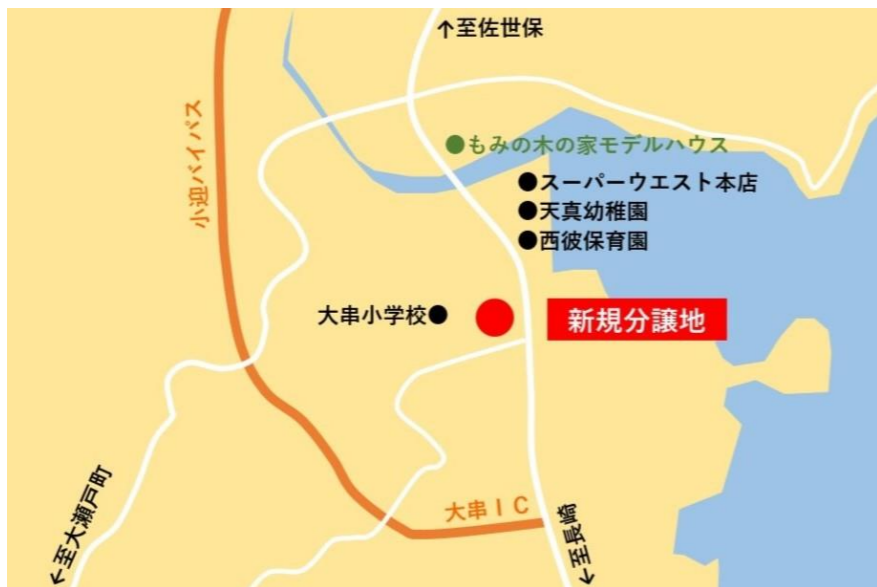 ↑至佐世保
小迎バイパス
●もみの木の家モデルハウス
●スーパーウエスト本店
●天真幼稚園
●西彼保育園
大串小学校●
新規分譲地
←至大瀬戸町
大串ＩＣ
←至長崎